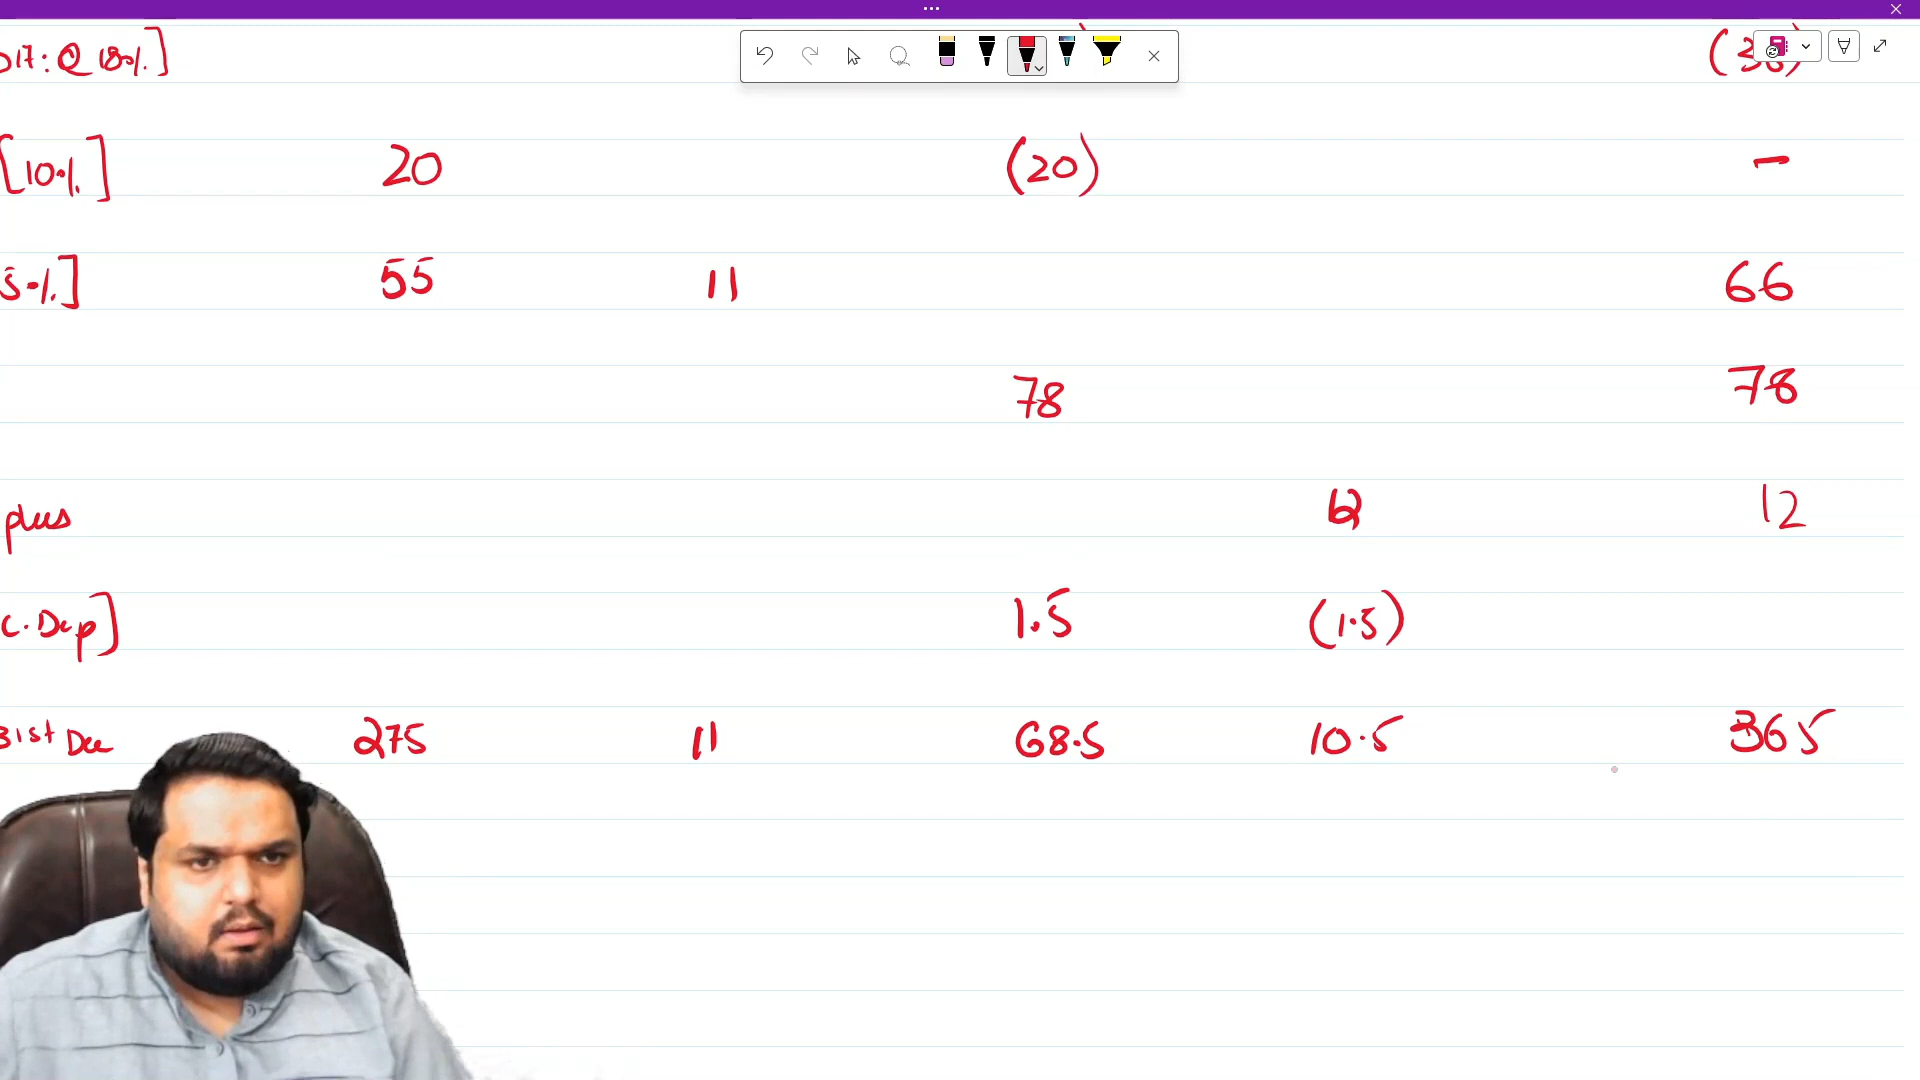 017: @ 18%]
[10%] 20 (20) –
5%] 55 11 66
78 78
plus 12 12
c. Dep] 1.5 (1.5)
31st Dec 275 11 68.5 10.5 365